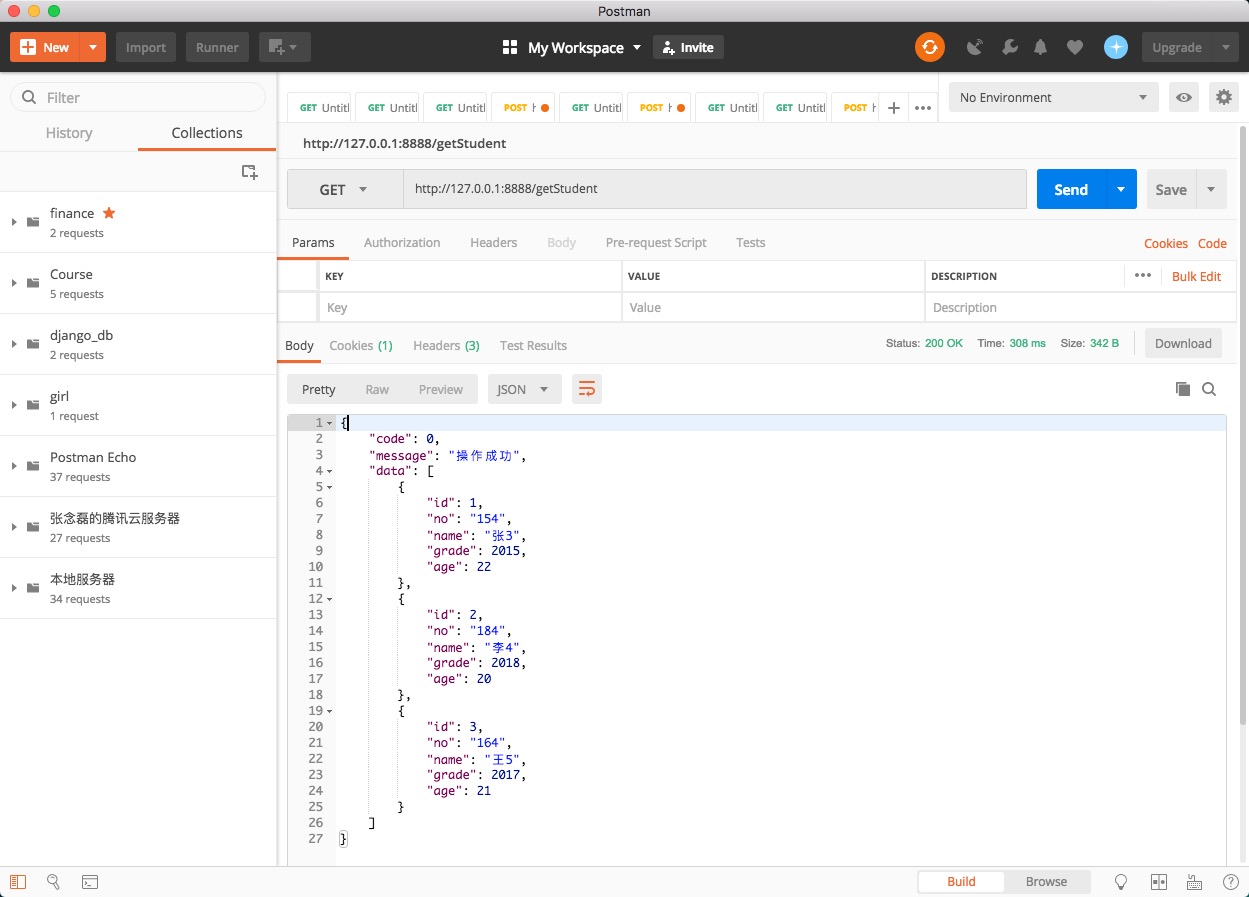 Postman
New Import Runner My Workspace Invite Upgrade
Filter
History Collections
finance
2 requests
Course
5 requests
django_db
2 requests
girl
1 request
Postman Echo
37 requests
张念磊的腾讯云服务器
27 requests
本地服务器
34 requests
GET Untitl GET Untitl GET Untitl POST h GET Untitl POST h GET Untitl GET Untitl POST h + •••
No Environment
http://127.0.0.1:8888/getStudent
GET http://127.0.0.1:8888/getStudent Send Save
Params Authorization Headers Body Pre-request Script Tests Cookies Code
KEY VALUE DESCRIPTION ••• Bulk Edit
Key Value Description
Body Cookies (1) Headers (3) Test Results Status: 200 OK Time: 308 ms Size: 342 B Download
Pretty Raw Preview JSON
1 {
2 "code": 0,
3 "message": "操作成功",
4 "data": [
5 {
6 "id": 1,
7 "no": "154",
8 "name": "张3",
9 "grade": 2015,
10 "age": 22
11 },
12 {
13 "id": 2,
14 "no": "184",
15 "name": "李4",
16 "grade": 2018,
17 "age": 20
18 },
19 {
20 "id": 3,
21 "no": "164",
22 "name": "王5",
23 "grade": 2017,
24 "age": 21
25 }
26 ]
27 }
Build Browse